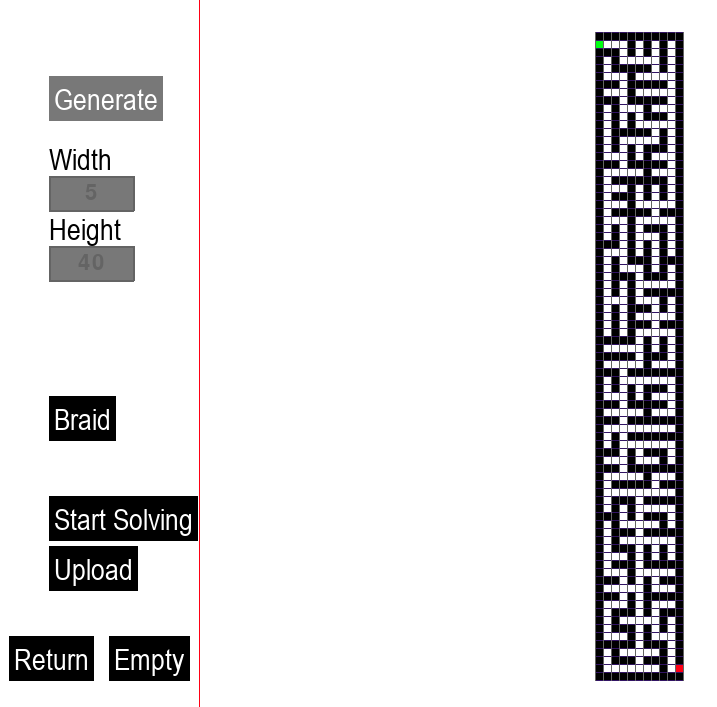 Generate
Width
5
Height
40
Braid
Start Solving
Upload
Return Empty